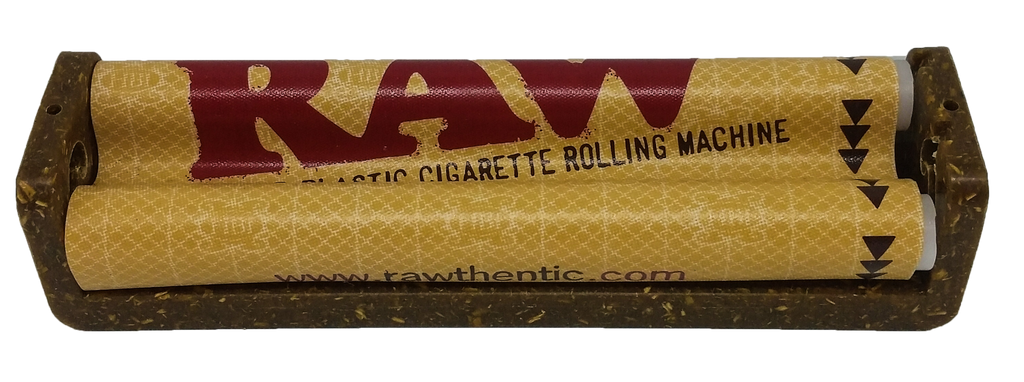 RAW
PLASTIC CIGARETTE ROLLING MACHINE
www.rawthentic.com